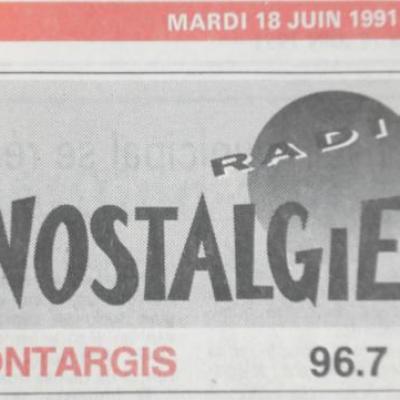 MARDI 18 JUIN 1991
RADI
NOSTALGIE
ONTARGIS 96.7